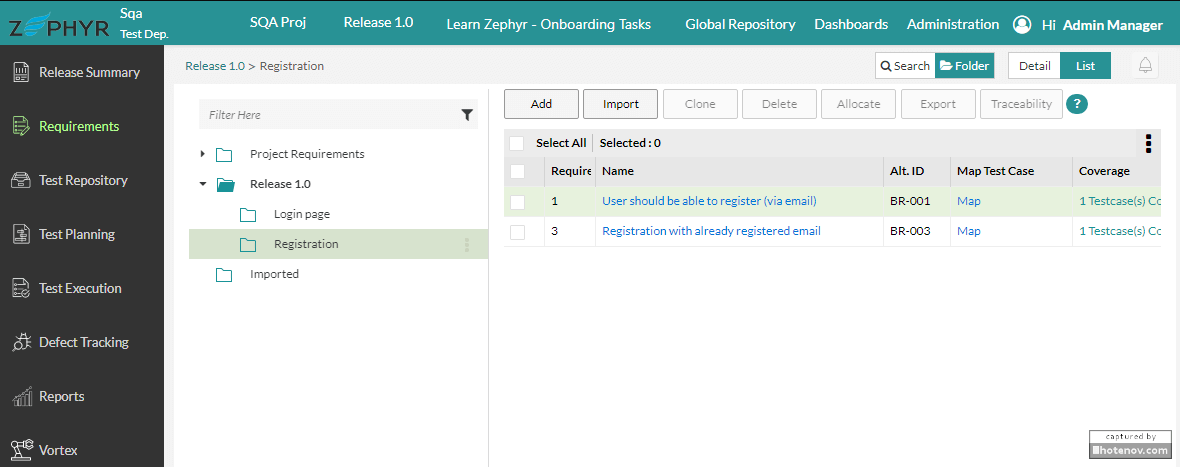 ZEPHYR
Sqa
Test Dep.
SQA Proj
Release 1.0
Learn Zephyr - Onboarding Tasks
Global Repository
Dashboards
Administration
Hi Admin Manager
Release Summary
Requirements
Test Repository
Test Planning
Test Execution
Defect Tracking
Reports
Vortex
Release 1.0 > Registration
Search
Folder
Detail
List
Filter Here
Project Requirements
Release 1.0
Login page
Registration
Imported
Add
Import
Clone
Delete
Allocate
Export
Traceability
?
Select All
Selected : 0
Require Name Alt. ID Map Test Case Coverage
1 User should be able to register (via email) BR-001 Map 1 Testcase(s) Co
3 Registration with already registered email BR-003 Map 1 Testcase(s) Co
captured by
hotenov.com